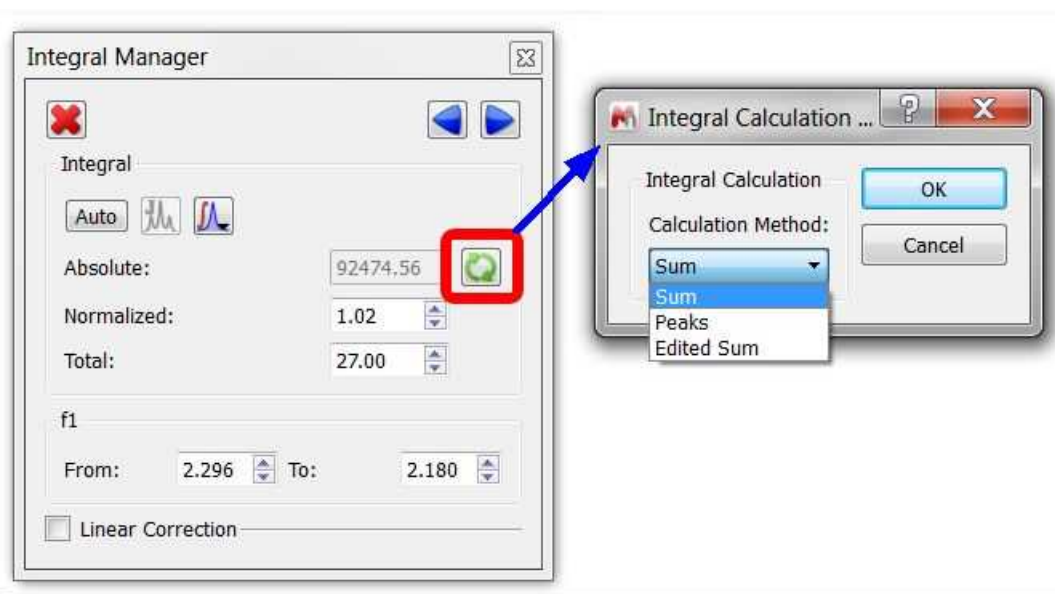 Integral Manager
Integral
Auto
Absolute: 92474.56
Normalized: 1.02
Total: 27.00
f1
From: 2.296 To: 2.180
Linear Correction
Integral Calculation ...
Integral Calculation
Calculation Method:
Sum
Sum
Peaks
Edited Sum
OK
Cancel